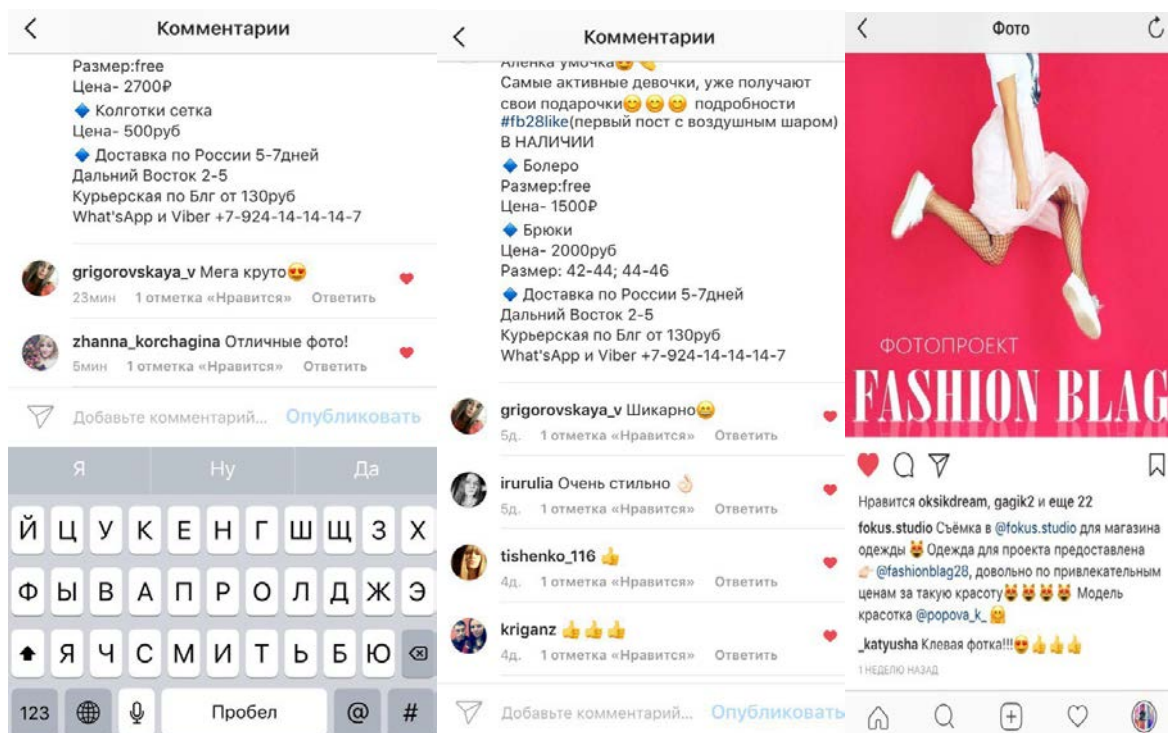 Комментарии
Размер:free
Цена- 2700₽
🔷 Колготки сетка
Цена- 500руб
🔷 Доставка по России 5-7дней
Дальний Восток 2-5
Курьерская по Блг от 130руб
What'sApp и Viber +7-924-14-14-14-7
grigorovskaya_v Мега круто😍
23мин 1 отметка «Нравится» Ответить
zhanna_korchagina Отличные фото!
5мин 1 отметка «Нравится» Ответить
Добавьте комментарий... Опубликовать
Я Ну Да
Й Ц У К Е Н Г Ш Щ З Х
Ф Ы В А П Р О Л Д Ж Э
Я Ч С М И Т Ь Б Ю
123 Пробел @ #
Комментарии
Аленка умочка
Самые активные девочки, уже получают
свои подарочки😊😊😊 подробности
#fb28like(первый пост с воздушным шаром)
В НАЛИЧИИ
🔷 Болеро
Размер:free
Цена- 1500₽
🔷 Брюки
Цена- 2000руб
Размер: 42-44; 44-46
🔷 Доставка по России 5-7дней
Дальний Восток 2-5
Курьерская по Блг от 130руб
What'sApp и Viber +7-924-14-14-14-7
grigorovskaya_v Шикарно😄
5д. 1 отметка «Нравится» Ответить
irurulia Очень стильно 👌🏻
5д. 1 отметка «Нравится» Ответить
tishenko_116 👍
4д. 1 отметка «Нравится» Ответить
kriganz 👍👍👍
4д. 1 отметка «Нравится» Ответить
Добавьте комментарий... Опубликовать
Фото
ФОТОПРОЕКТ
FASHION BLAG
Нравится oksikdream, gagik2 и еще 22
fokus.studio Съёмка в @fokus.studio для магазина
одежды 😻 Одежда для проекта предоставлена
👉🏻 @fashionblag28, довольно по привлекательным
ценам за такую красоту😻😻😻😻 Модель
красотка @popova_k_🤗
_katyusha Клевая фотка!!!😍👍👍👍
1 НЕДЕЛЮ НАЗАД